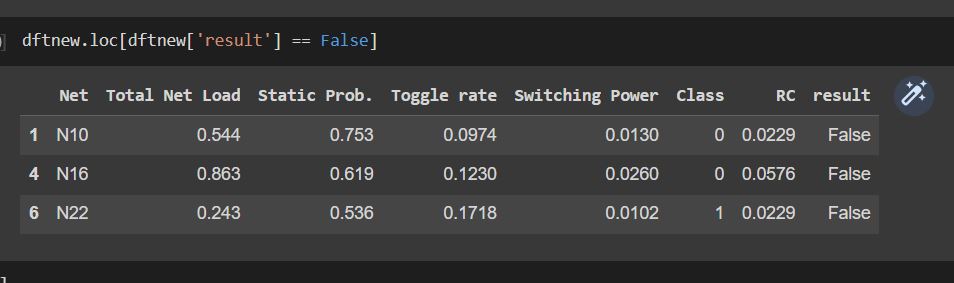 dftnew.loc[dftnew['result'] == False]
Net Total Net Load Static Prob. Toggle rate Switching Power Class RC result
1 N10 0.544 0.753 0.0974 0.0130 0 0.0229 False
4 N16 0.863 0.619 0.1230 0.0260 0 0.0576 False
6 N22 0.243 0.536 0.1718 0.0102 1 0.0229 False
]